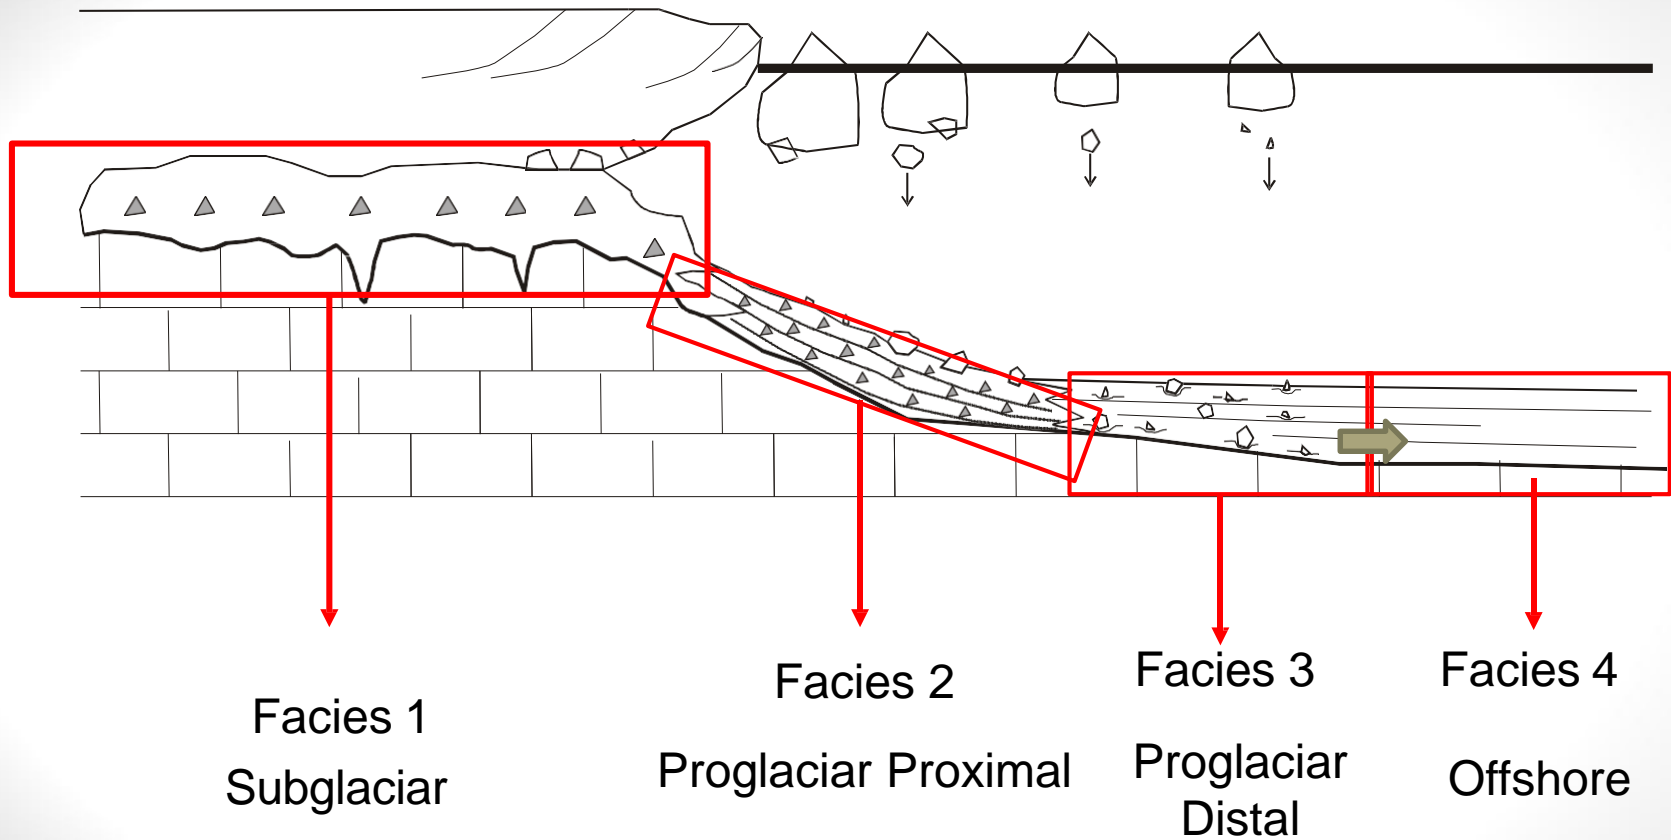 Facies 1
Subglaciar
Facies 2
Proglaciar Proximal
Facies 3
Proglaciar
Distal
Facies 4
Offshore